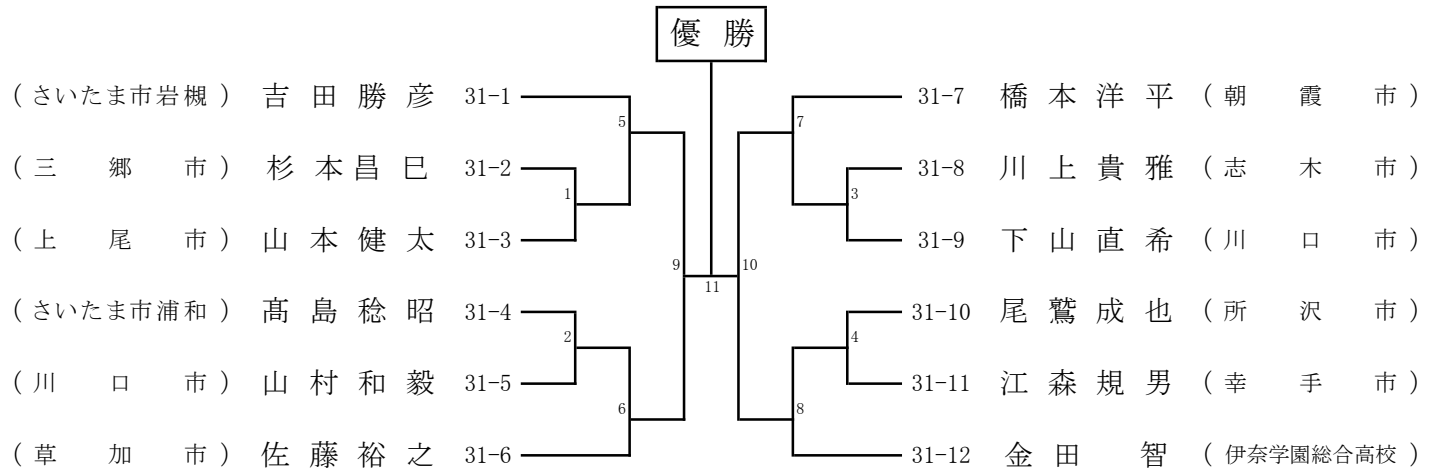 優勝
(さいたま市岩槻) 吉田勝彦 31-1
(三郷市) 杉本昌巳 31-2
(上尾市) 山本健太 31-3
(さいたま市浦和) 髙島稔昭 31-4
(川口市) 山村和毅 31-5
(草加市) 佐藤裕之 31-6
5
1
9
2
6
11
31-7 橋本洋平 (朝霞市)
31-8 川上貴雅 (志木市)
31-9 下山直希 (川口市)
31-10 尾鷲成也 (所沢市)
31-11 江森規男 (幸手市)
31-12 金田智 (伊奈学園総合高校)
7
3
10
4
8